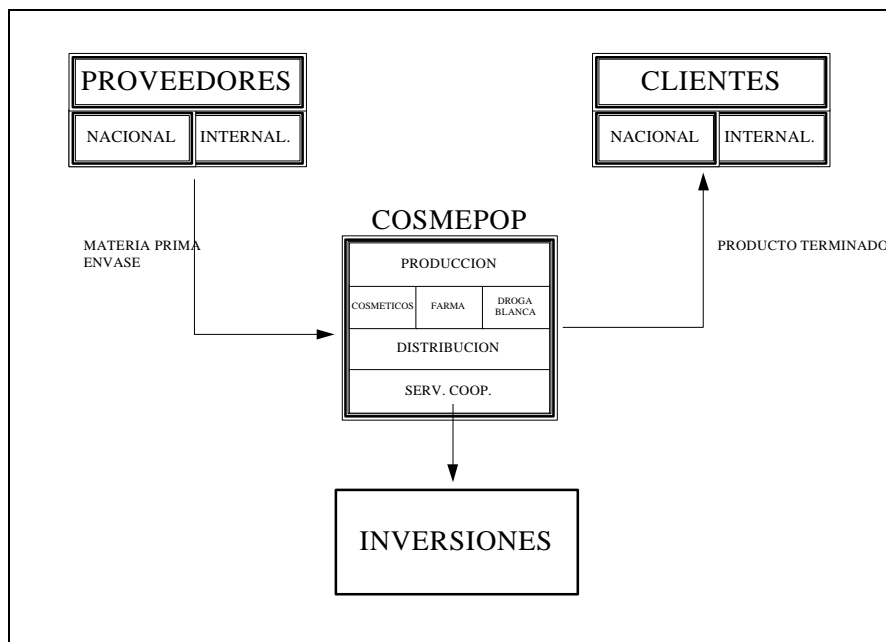 PROVEEDORES
NACIONAL
INTERNAL.
CLIENTES
NACIONAL
INTERNAL.
MATERIA PRIMA
ENVASE
COSMEPOP
PRODUCCION
COSMETICOS
FARMA
DROGA
BLANCA
DISTRIBUCION
SERV. COOP.
PRODUCTO TERMINADO
INVERSIONES